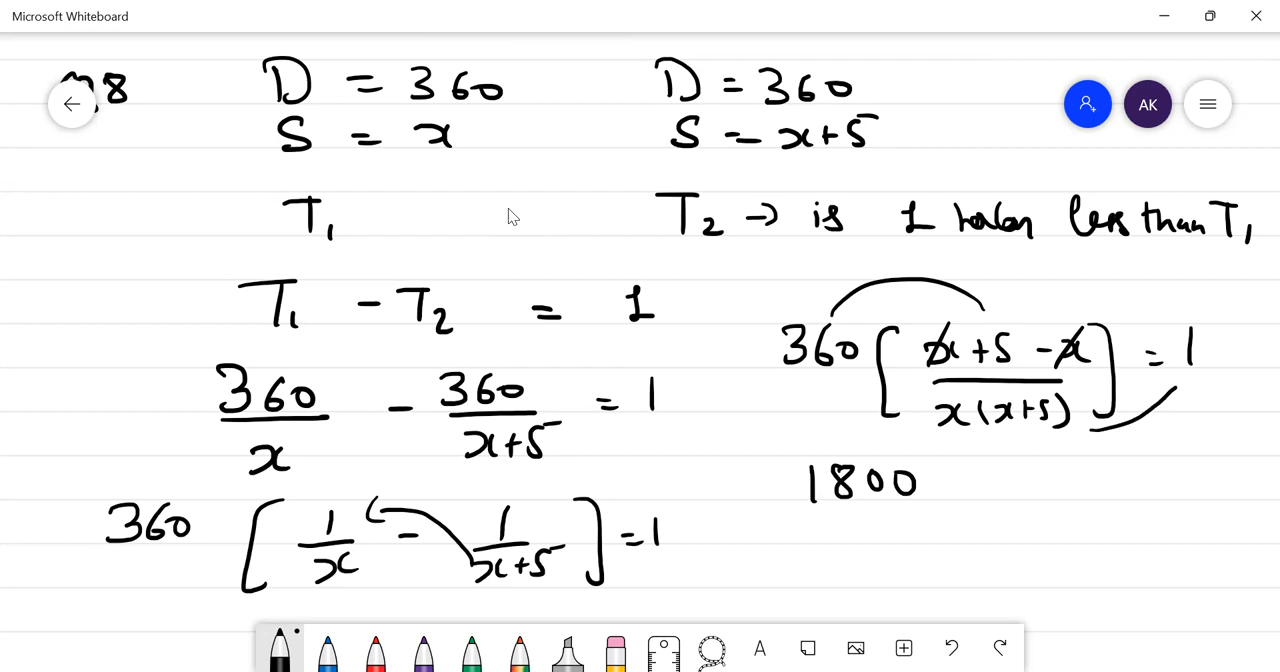 Microsoft Whiteboard
8
D = 360
S = x
D = 360
S = x+5
AK
T₁
T₂ → is 1 less than T₁
T₁ - T₂ = 1
360/x - 360/x+5 = 1
360 [ 1/x - 1/x+5 ] = 1
360 [ x+5-x / x(x+5) ] = 1
1800
A